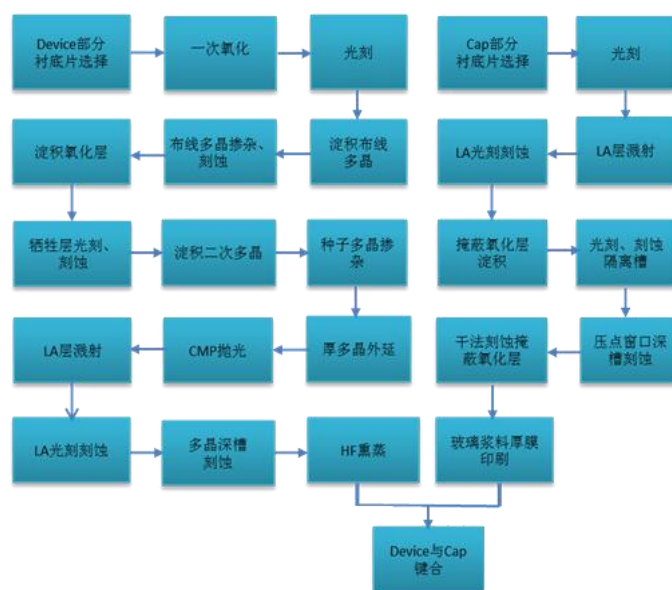 Device部分
衬底片选择
一次氧化
光刻
淀积布线
多晶
布线多晶掺杂、
刻蚀
淀积氧化层
牺牲层光刻、
刻蚀
淀积二次多晶
种子多晶掺
杂
厚多晶外延
CMP抛光
LA层溅射
LA光刻刻蚀
多晶深槽
刻蚀
HF熏蒸
Cap部分
衬底片选择
光刻
LA层溅射
LA光刻刻蚀
掩蔽氧化层
淀积
光刻、刻蚀
隔离槽
压点窗口深
槽刻蚀
干法刻蚀掩
蔽氧化层
玻璃浆料厚膜
印刷
Device与Cap
键合